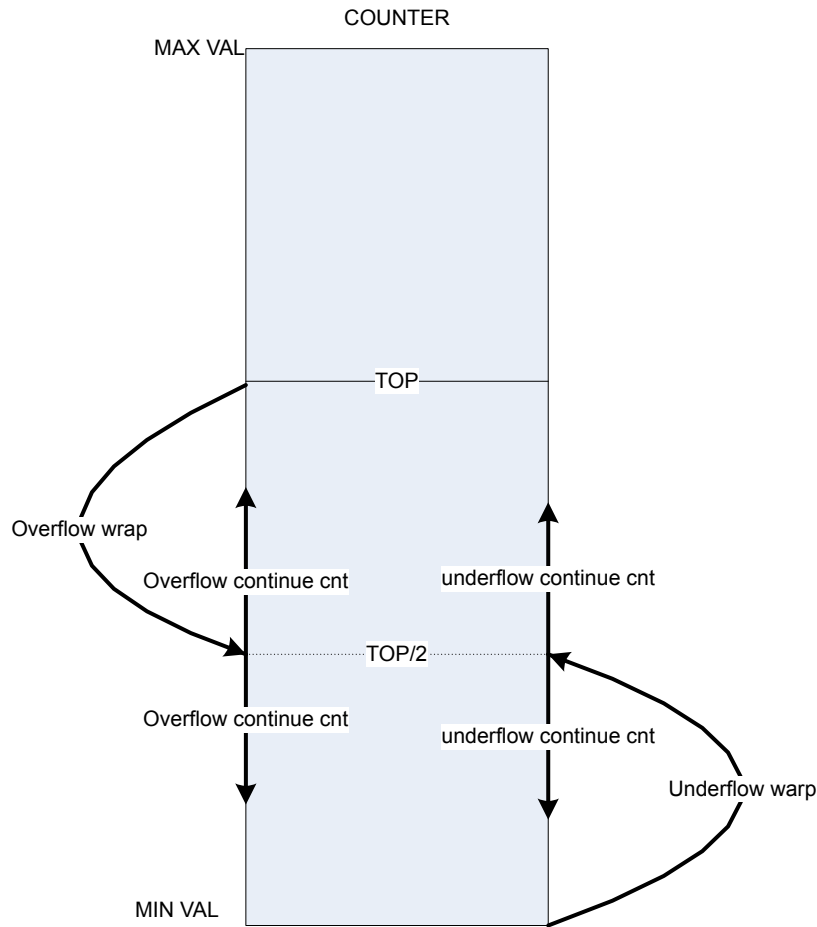 COUNTER
MAX VAL
TOP
Overflow wrap
Overflow continue cnt
underflow continue cnt
TOP/2
Overflow continue cnt
underflow continue cnt
Underflow warp
MIN VAL